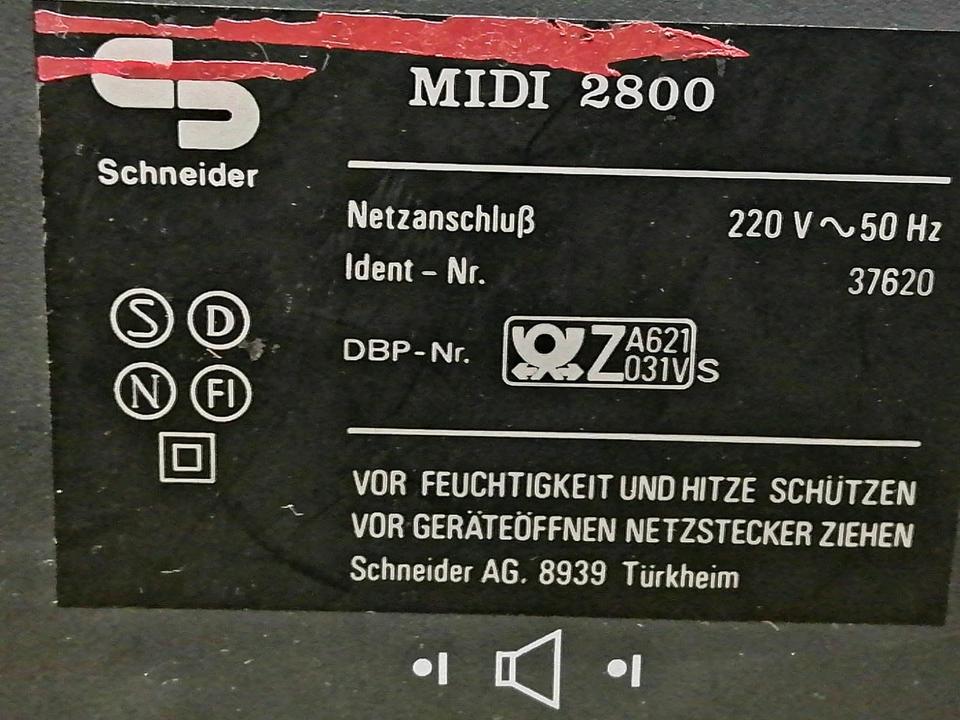 MIDI 2800
Schneider
Netzanschluß 220 V ~ 50 Hz
Ident - Nr. 37620
DBP-Nr. Z A621 031V S
S D
N FI
VOR FEUCHTIGKEIT UND HITZE SCHÜTZEN
VOR GERÄTEÖFFNEN NETZSTECKER ZIEHEN
Schneider AG. 8939 Türkheim